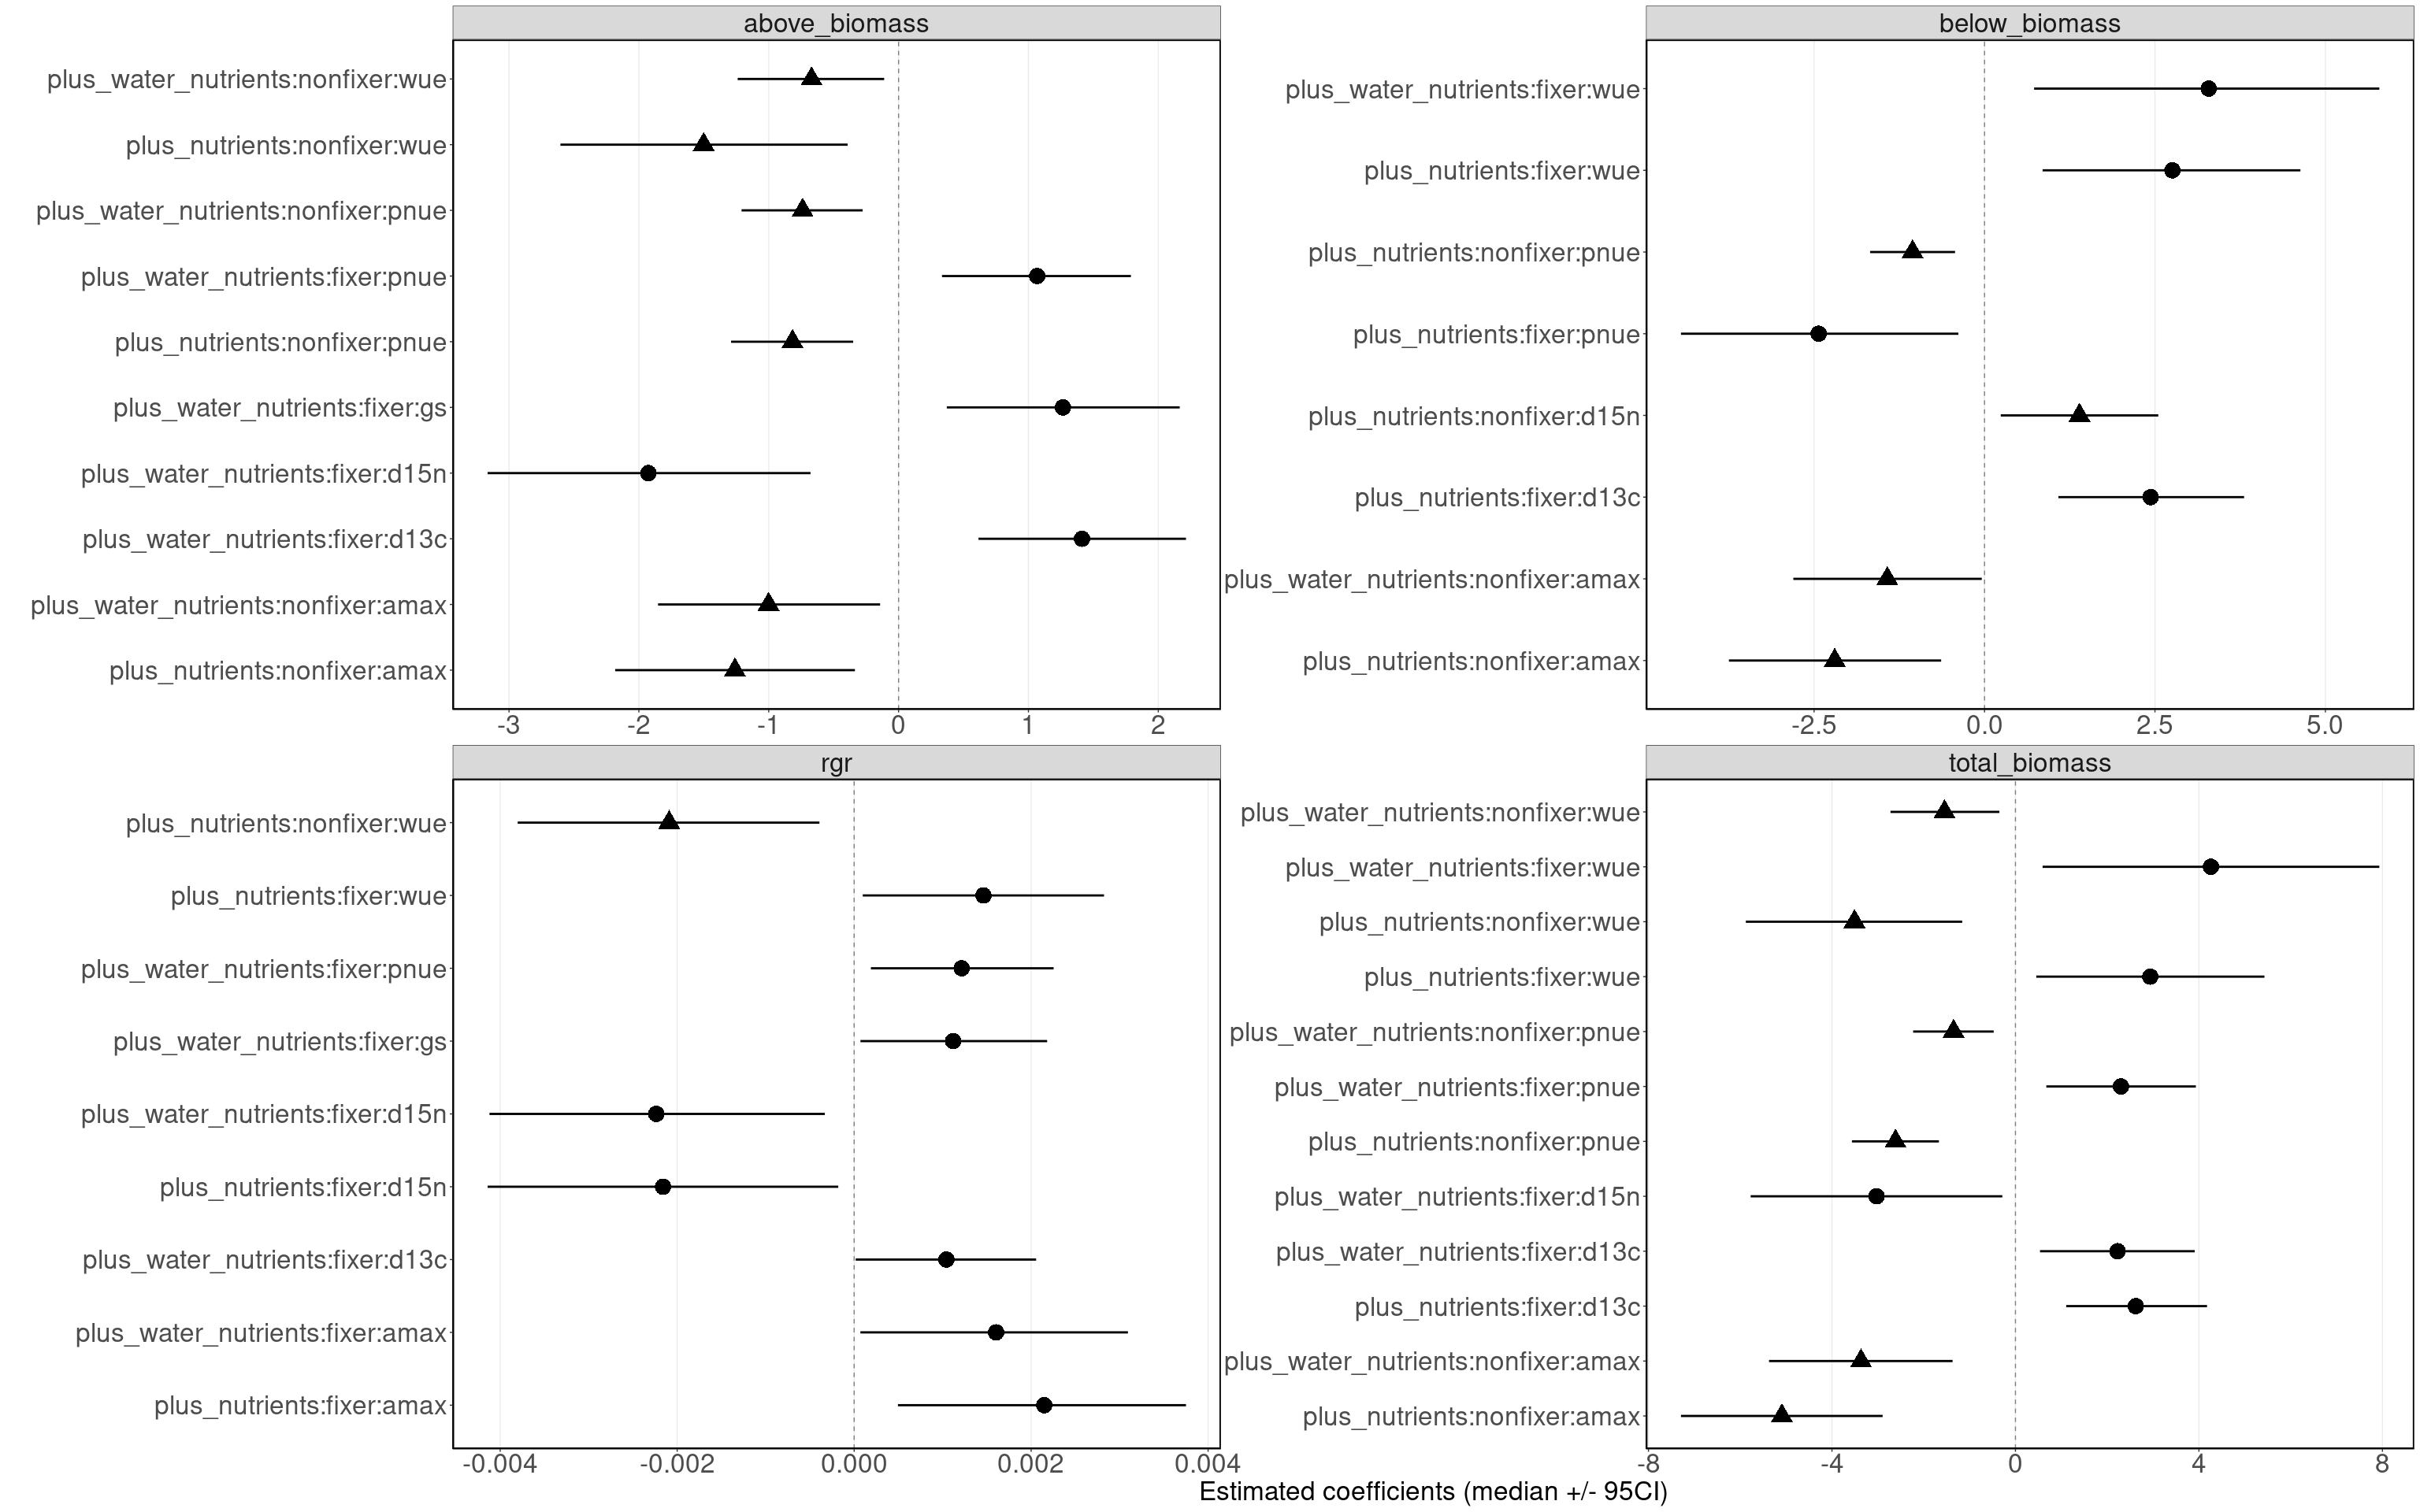 above_biomass
plus_water_nutrients:nonfixer:wue
plus_nutrients:nonfixer:wue
plus_water_nutrients:nonfixer:pnue
plus_water_nutrients:fixer:pnue
plus_nutrients:nonfixer:pnue
plus_water_nutrients:fixer:gs
plus_water_nutrients:fixer:d15n
plus_water_nutrients:fixer:d13c
plus_water_nutrients:nonfixer:amax
plus_nutrients:nonfixer:amax
-3 -2 -1 0 1 2
below_biomass
plus_water_nutrients:fixer:wue
plus_nutrients:fixer:wue
plus_nutrients:nonfixer:pnue
plus_nutrients:fixer:pnue
plus_nutrients:nonfixer:d15n
plus_nutrients:fixer:d13c
plus_water_nutrients:nonfixer:amax
plus_nutrients:nonfixer:amax
-2.5 0.0 2.5 5.0
rgr
plus_nutrients:nonfixer:wue
plus_nutrients:fixer:wue
plus_water_nutrients:fixer:pnue
plus_water_nutrients:fixer:gs
plus_water_nutrients:fixer:d15n
plus_nutrients:fixer:d15n
plus_water_nutrients:fixer:d13c
plus_water_nutrients:fixer:amax
plus_nutrients:fixer:amax
-0.004 -0.002 0.000 0.002 0.004
total_biomass
plus_water_nutrients:nonfixer:wue
plus_water_nutrients:fixer:wue
plus_nutrients:nonfixer:wue
plus_nutrients:fixer:wue
plus_water_nutrients:nonfixer:pnue
plus_water_nutrients:fixer:pnue
plus_nutrients:nonfixer:pnue
plus_water_nutrients:fixer:d15n
plus_water_nutrients:fixer:d13c
plus_nutrients:fixer:d13c
plus_water_nutrients:nonfixer:amax
plus_nutrients:nonfixer:amax
-8 -4 0 4 8
Estimated coefficients (median +/- 95CI)